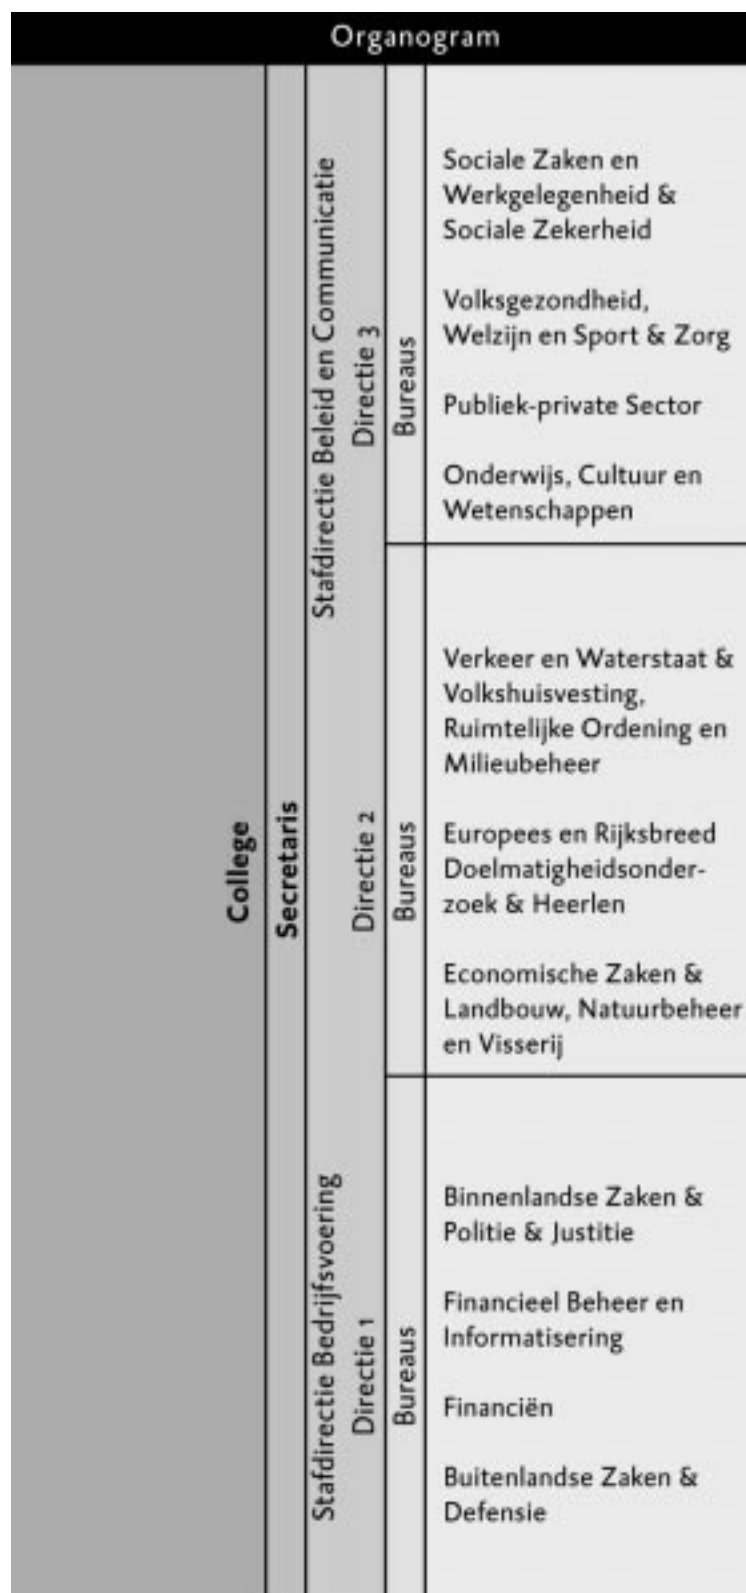 Organogram
College
Secretaris
Stafdirectie Beleid en Communicatie
Directie 3
Bureaus
Sociale Zaken en
Werkgelegenheid &
Sociale Zekerheid
Volksgezondheid,
Welzijn en Sport & Zorg
Publiek-private Sector
Onderwijs, Cultuur en
Wetenschappen
Directie 2
Bureaus
Verkeer en Waterstaat &
Volkshuisvesting,
Ruimtelijke Ordening en
Milieubeheer
Europees en Rijksbreed
Doelmatigheidsonder-
zoek & Heerlen
Economische Zaken &
Landbouw, Natuurbeheer
en Visserij
Stafdirectie Bedrijfsvoering
Directie 1
Bureaus
Binnenlandse Zaken &
Politie & Justitie
Financieel Beheer en
Informatisering
Financiën
Buitenlandse Zaken &
Defensie